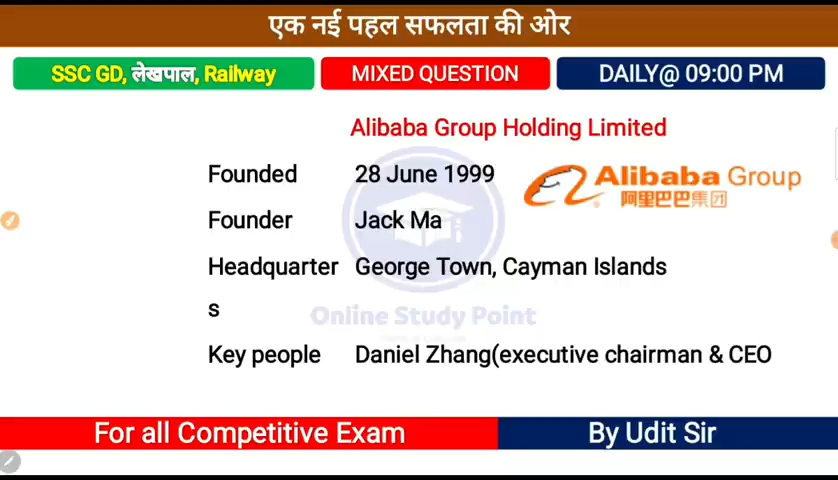 एक नई पहल सफलता की ओर
SSC GD, लेखपाल, Railway
MIXED QUESTION
DAILY@ 09:00 PM
Alibaba Group Holding Limited
Founded 28 June 1999
Alibaba Group
阿里巴巴集团
Founder Jack Ma
Headquarter George Town, Cayman Islands
s
Online Study Point
Key people Daniel Zhang(executive chairman & CEO
For all Competitive Exam
By Udit Sir